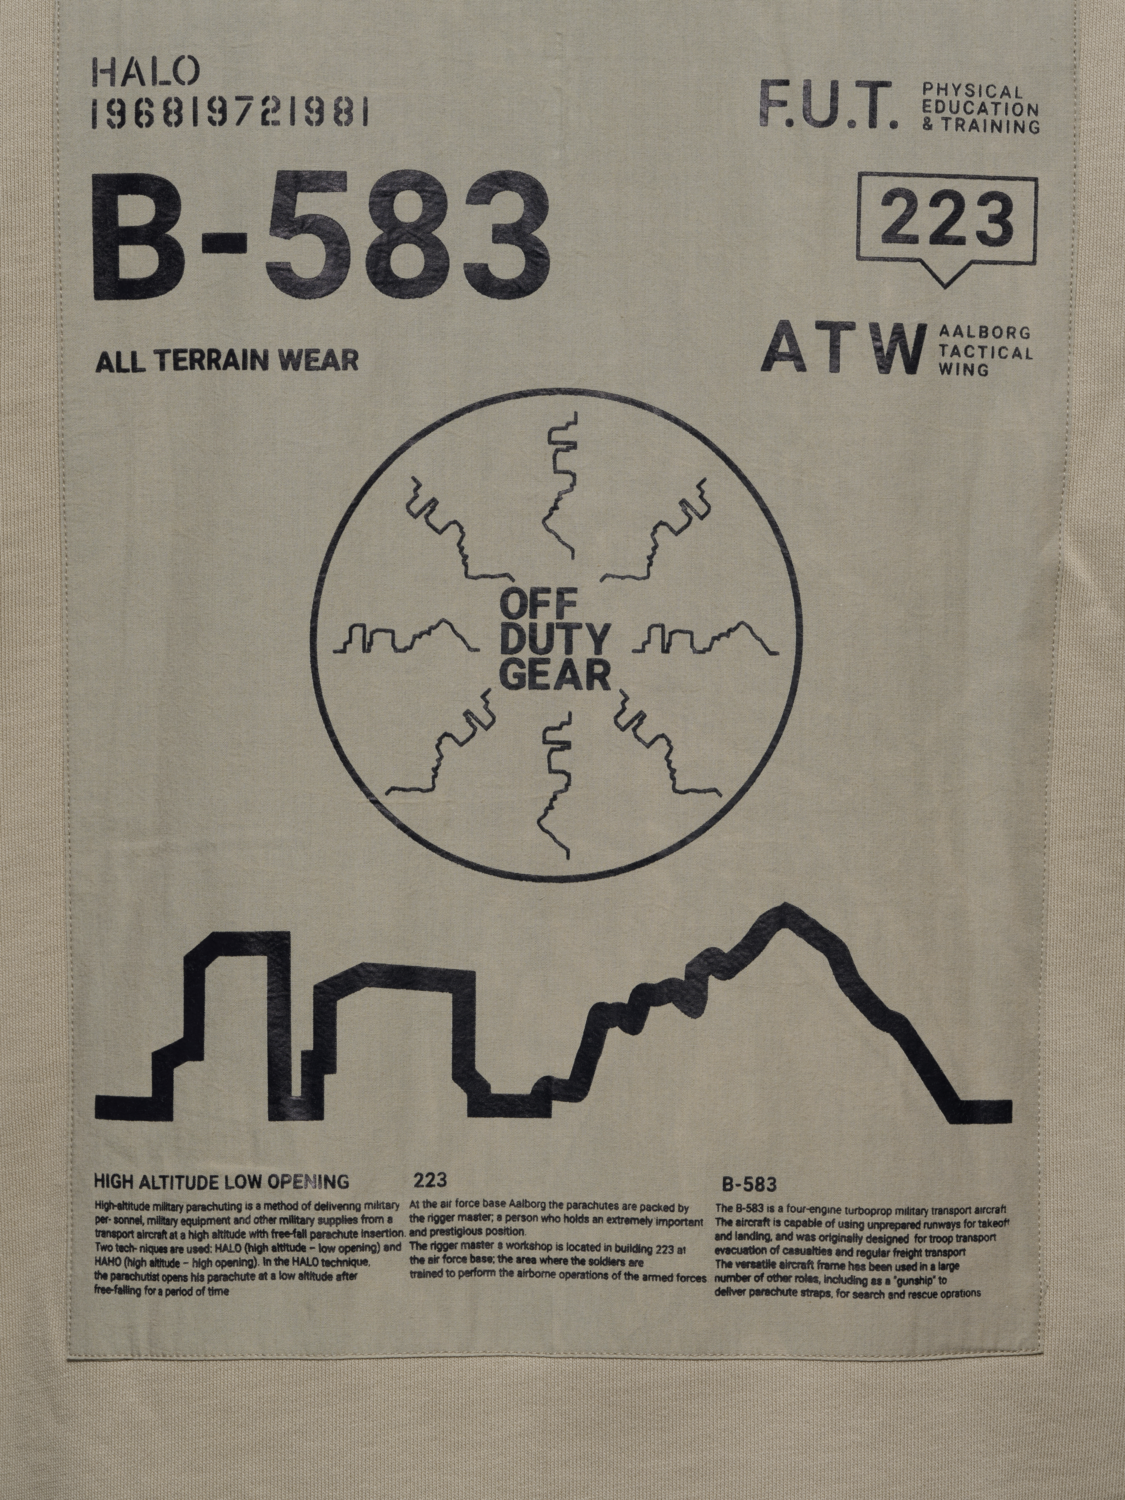 HALO
196819721981
F.U.T.
PHYSICAL
EDUCATION
& TRAINING
B-583
223
ALL TERRAIN WEAR
ATW
AALBORG
TACTICAL
WING
OFF
DUTY
GEAR
HIGH ALTITUDE LOW OPENING
High-altitude military parachuting is a method of delivering military
per- sonnel, military equipment and other military supplies from a
transport aircraft at a high altitude with free-fall parachute insertion.
Two tech- niques are used: HALO (high altitude – low opening) and
HAHO (high altitude – high opening). In the HALO technique,
the parachutist opens his parachute at a low altitude after
free-falling for a period of time
223
At the air force base Aalborg the parachutes are packed by
the rigger master; a person who holds an extremely important
and prestigious position.
The rigger master s workshop is located in building 223 at
the air force base; the area where the soldiers are
trained to perform the airborne operations of the armed forces
B-583
The B-583 is a four-engine turboprop military transport aircraft
The aircraft is capable of using unprepared runways for takeoff
and landing, and was originally designed for troop transport
evacuation of casualties and regular freight transport
The versatile aircraft frame has been used in a large
number of other roles, including as a "gunship" to
deliver parachute straps, for search and rescue oprations